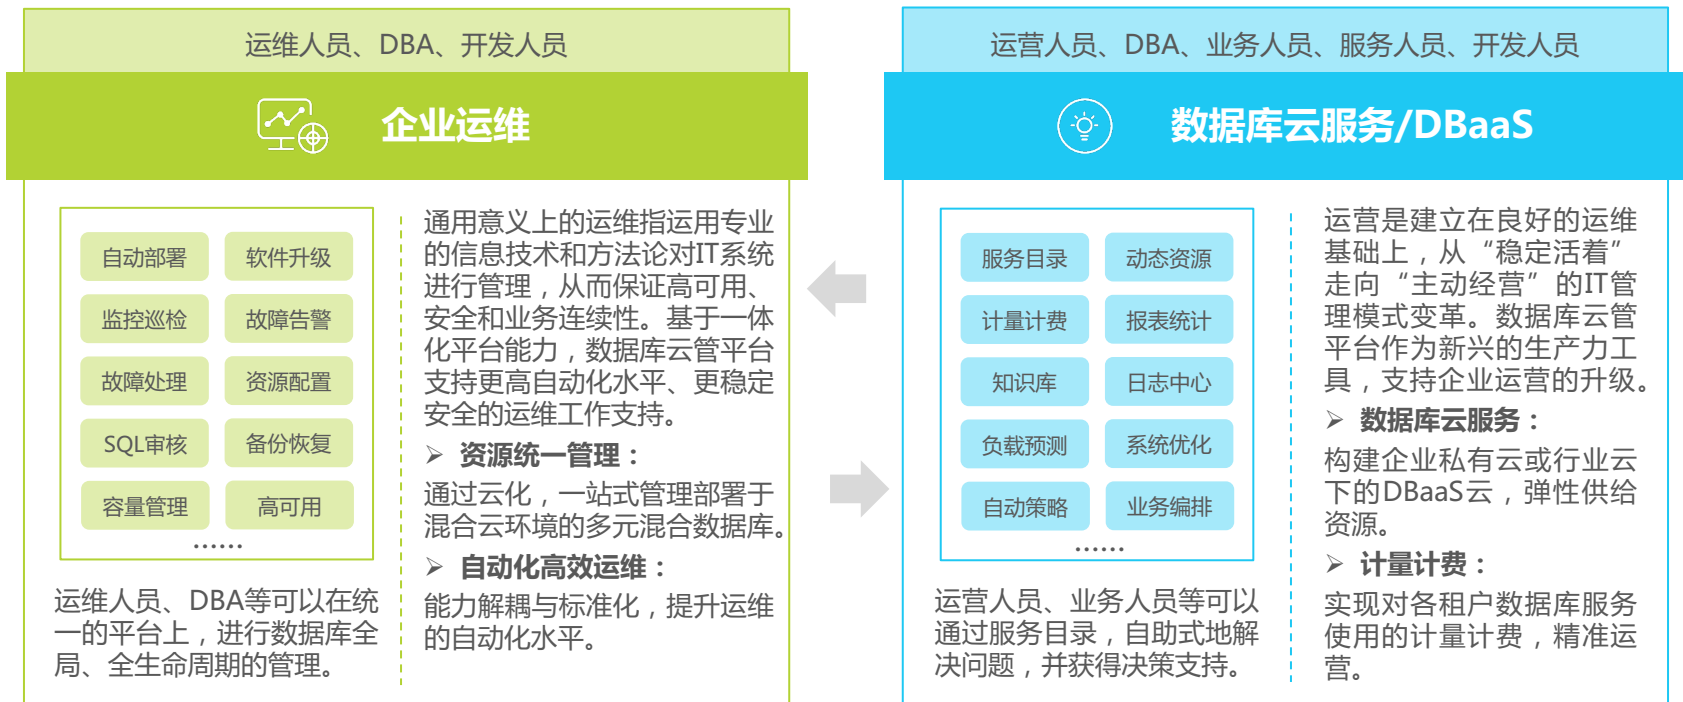 运维人员、DBA、开发人员
企业运维
自动部署
软件升级
监控巡检
故障告警
故障处理
资源配置
SQL审核
备份恢复
容量管理
高可用
……
运维人员、DBA等可以在统
一的平台上，进行数据库全
局、全生命周期的管理。
通用意义上的运维指运用专业
的信息技术和方法论对IT系统
进行管理，从而保证高可用、
安全和业务连续性。基于一体
化平台能力，数据库云管平台
支持更高自动化水平、更稳定
安全的运维工作支持。
➢ 资源统一管理：
通过云化，一站式管理部署于
混合云环境的多元混合数据库。
➢ 自动化高效运维：
能力解耦与标准化，提升运维
的自动化水平。
运营人员、DBA、业务人员、服务人员、开发人员
数据库云服务/DBaaS
服务目录
动态资源
计量计费
报表统计
知识库
日志中心
负载预测
系统优化
自动策略
业务编排
……
运营人员、业务人员等可以
通过服务目录，自助式地解
决问题，并获得决策支持。
运营是建立在良好的运维
基础上，从“稳定活着”
走向“主动经营”的IT管
理模式变革。数据库云管
平台作为新兴的生产力工
具，支持企业运营的升级。
➢ 数据库云服务：
构建企业私有云或行业云
下的DBaaS云，弹性供给
资源。
➢ 计量计费：
实现对各租户数据库服务
使用的计量计费，精准运
营。